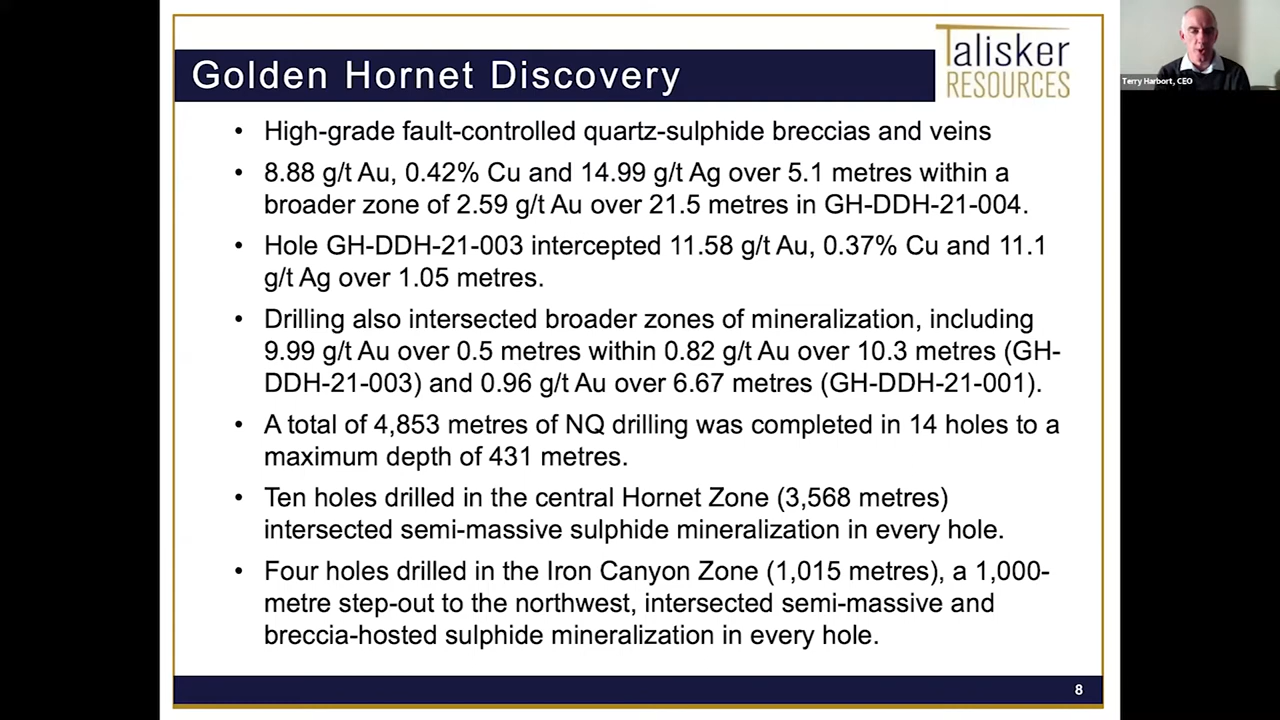 Talisker
RESOURCES
Golden Hornet Discovery
Terry Harbort, CEO
• High-grade fault-controlled quartz-sulphide breccias and veins
• 8.88 g/t Au, 0.42% Cu and 14.99 g/t Ag over 5.1 metres within a
broader zone of 2.59 g/t Au over 21.5 metres in GH-DDH-21-004.
• Hole GH-DDH-21-003 intercepted 11.58 g/t Au, 0.37% Cu and 11.1
g/t Ag over 1.05 metres.
• Drilling also intersected broader zones of mineralization, including
9.99 g/t Au over 0.5 metres within 0.82 g/t Au over 10.3 metres (GH-
DDH-21-003) and 0.96 g/t Au over 6.67 metres (GH-DDH-21-001).
• A total of 4,853 metres of NQ drilling was completed in 14 holes to a
maximum depth of 431 metres.
• Ten holes drilled in the central Hornet Zone (3,568 metres)
intersected semi-massive sulphide mineralization in every hole.
• Four holes drilled in the Iron Canyon Zone (1,015 metres), a 1,000-
metre step-out to the northwest, intersected semi-massive and
breccia-hosted sulphide mineralization in every hole.
8